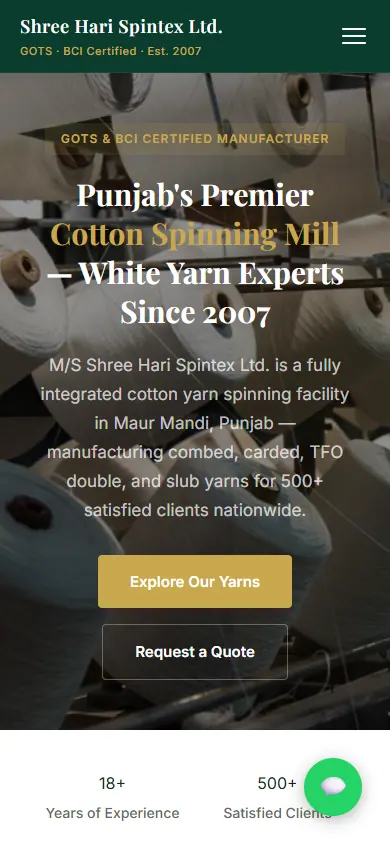 Shree Hari Spintex Ltd.
GOTS · BCI Certified · Est. 2007
GOTS & BCI CERTIFIED MANUFACTURER
Punjab's Premier
Cotton Spinning Mill
— White Yarn Experts
Since 2007
M/S Shree Hari Spintex Ltd. is a fully
integrated cotton yarn spinning facility
in Maur Mandi, Punjab —
manufacturing combed, carded, TFO
double, and slub yarns for 500+
satisfied clients nationwide.
Explore Our Yarns
Request a Quote
18+
500+
Years of Experience
Satisfied Clients